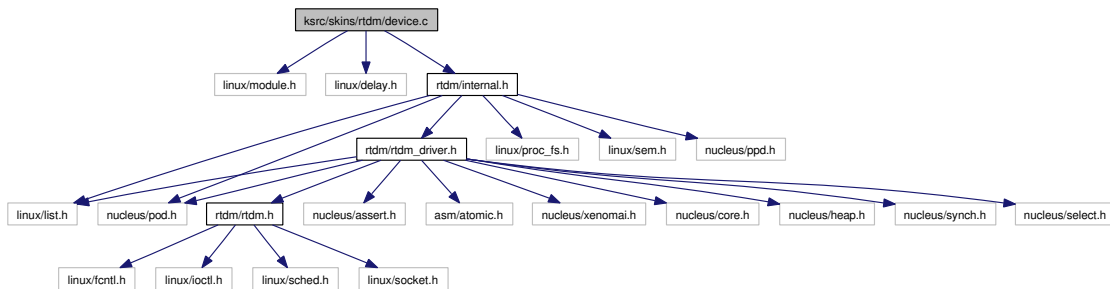 ksrc/skins/rtdm/device.c
linux/module.h
linux/delay.h
rtdm/internal.h
rtdm/rtdm_driver.h
linux/proc_fs.h
linux/sem.h
nucleus/ppd.h
linux/list.h
nucleus/pod.h
rtdm/rtdm.h
nucleus/assert.h
asm/atomic.h
nucleus/xenomai.h
nucleus/core.h
nucleus/heap.h
nucleus/synch.h
nucleus/select.h
linux/fcntl.h
linux/ioctl.h
linux/sched.h
linux/socket.h